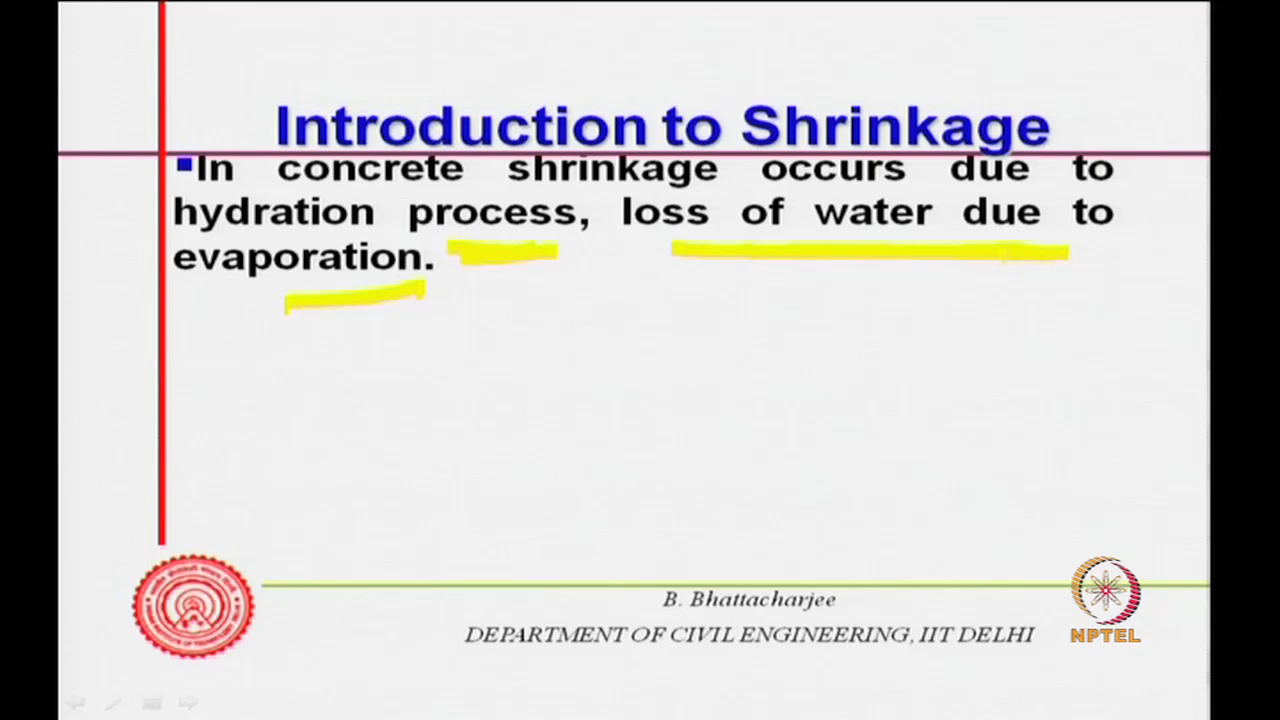 Introduction to Shrinkage
In concrete shrinkage occurs due to
hydration process, loss of water due to
evaporation.
B. Bhattacharjee
DEPARTMENT OF CIVIL ENGINEERING, IIT DELHI
NPTEL